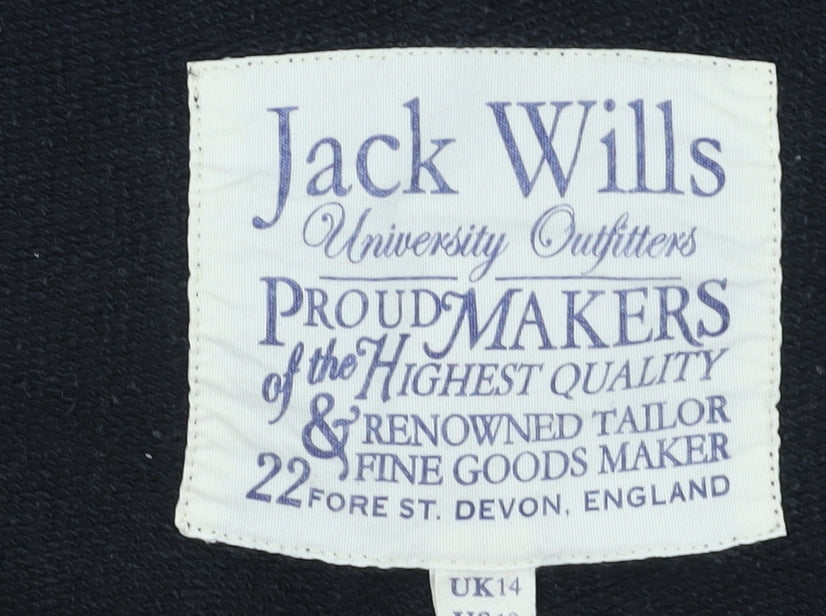 Jack Wills
University Outfitters
PROUD MAKERS
of the HIGHEST QUALITY
& RENOWNED TAILOR
FINE GOODS MAKER
22 FORE ST. DEVON, ENGLAND
UK14